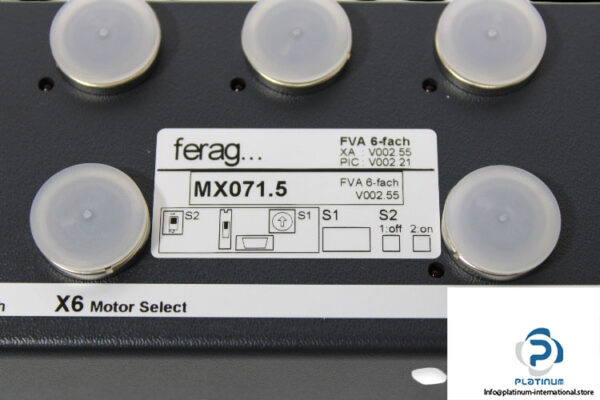 ferag...
FVA 6-fach
XA : V002.55
PIC : V002.21
MX071.5
FVA 6-fach
V002.55
S2
S1
S1
S2
1:off 2:on
h X6 Motor Select
P
PLATINUM
Info@platinum-international.store